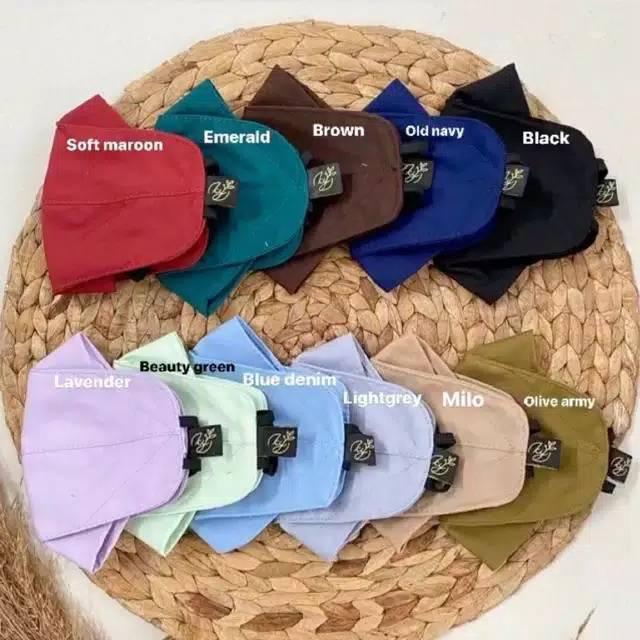 Soft maroon
Emerald
Brown
Old navy
Black
Lavender
Beauty green
Blue denim
Lightgrey
Milo
Olive army